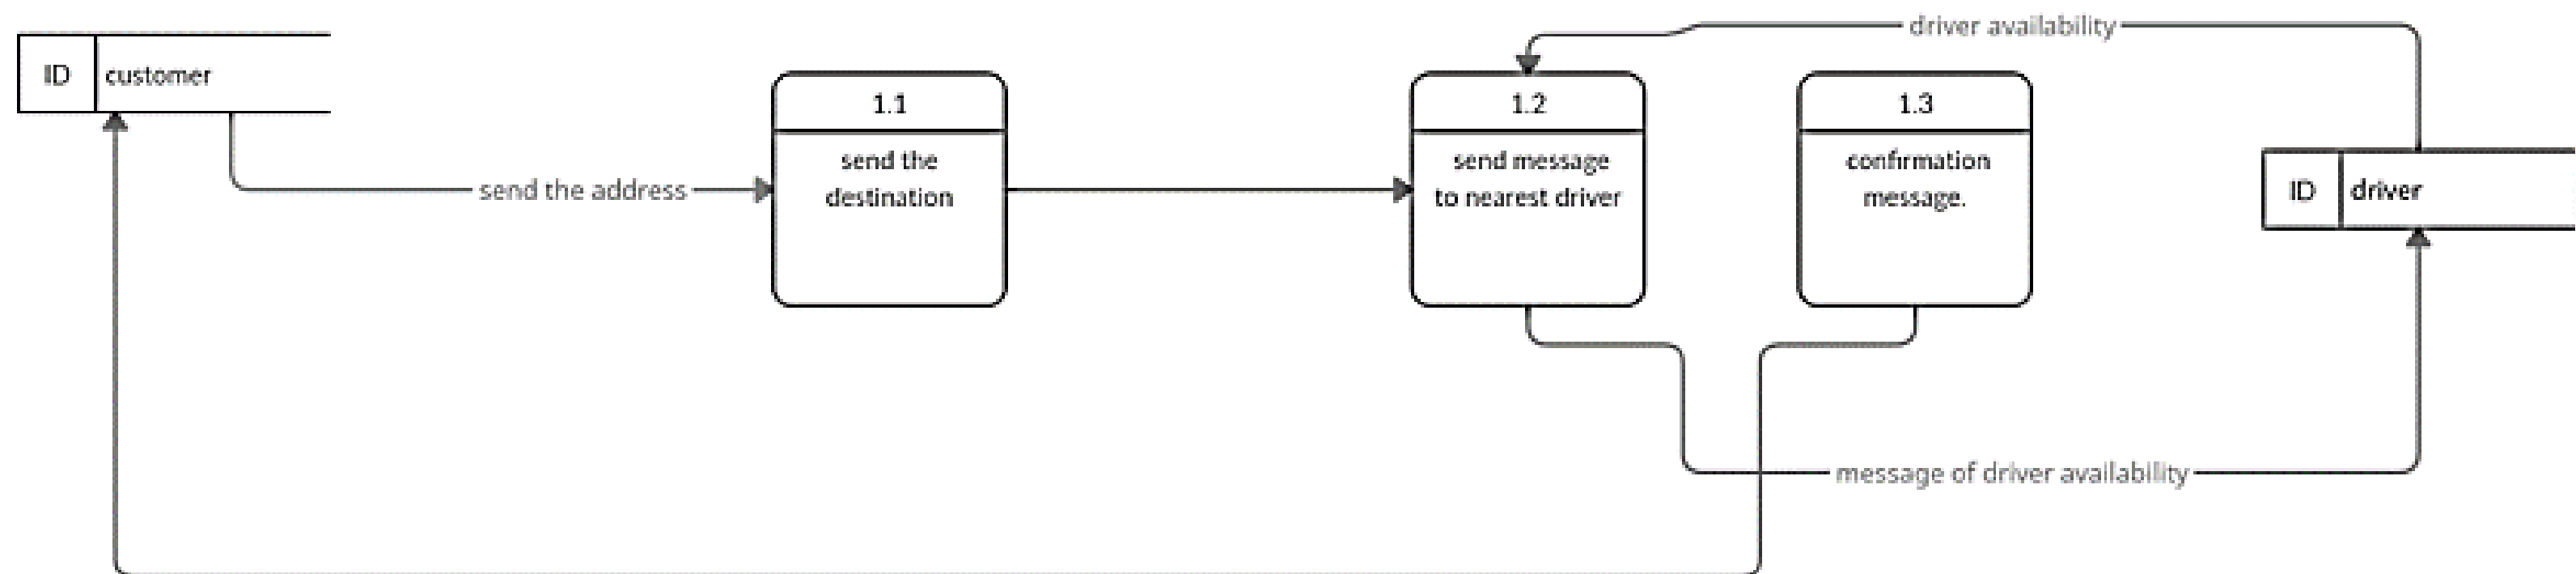 driver availability
ID customer
1.1
send the
destination
1.2
send message
to nearest driver
1.3
confirmation
message.
send the address
ID driver
message of driver availability